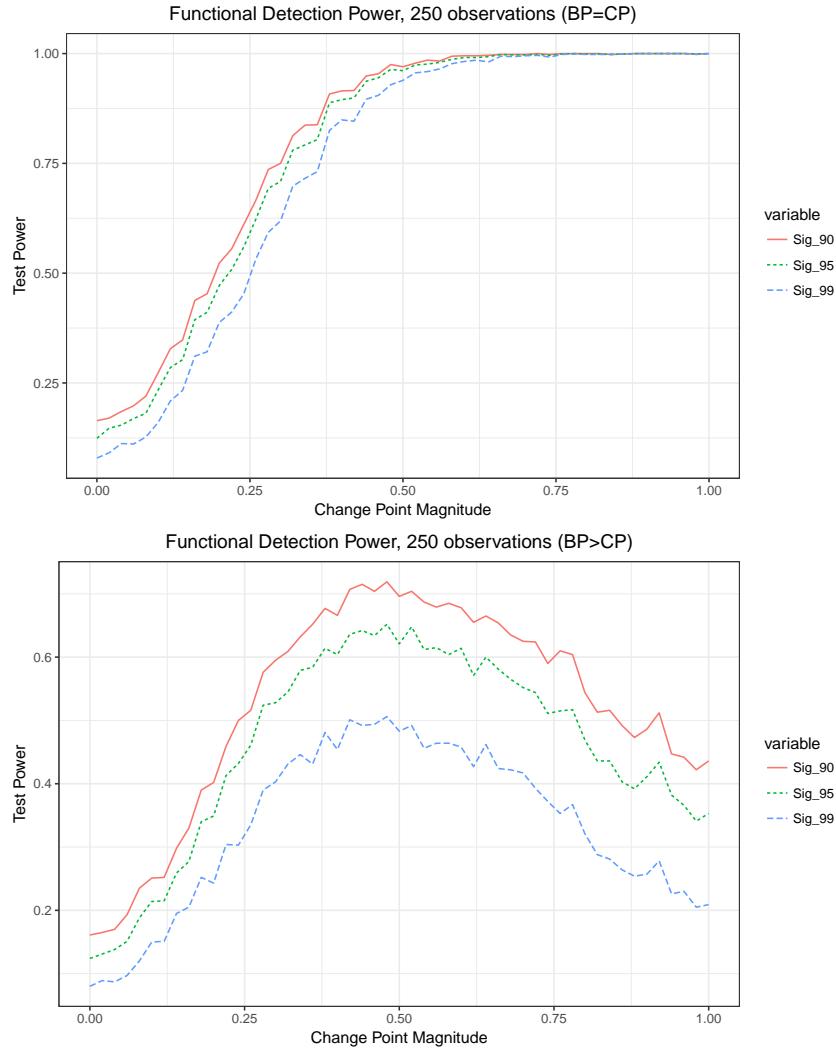 Functional Detection Power, 250 observations (BP=CP)
1.00
0.75
0.50
0.25
Test Power
0.00 0.25 0.50 0.75 1.00
Change Point Magnitude
variable
Sig_90
Sig_95
Sig_99
Functional Detection Power, 250 observations (BP>CP)
0.6
0.4
0.2
Test Power
0.00 0.25 0.50 0.75 1.00
Change Point Magnitude
variable
Sig_90
Sig_95
Sig_99